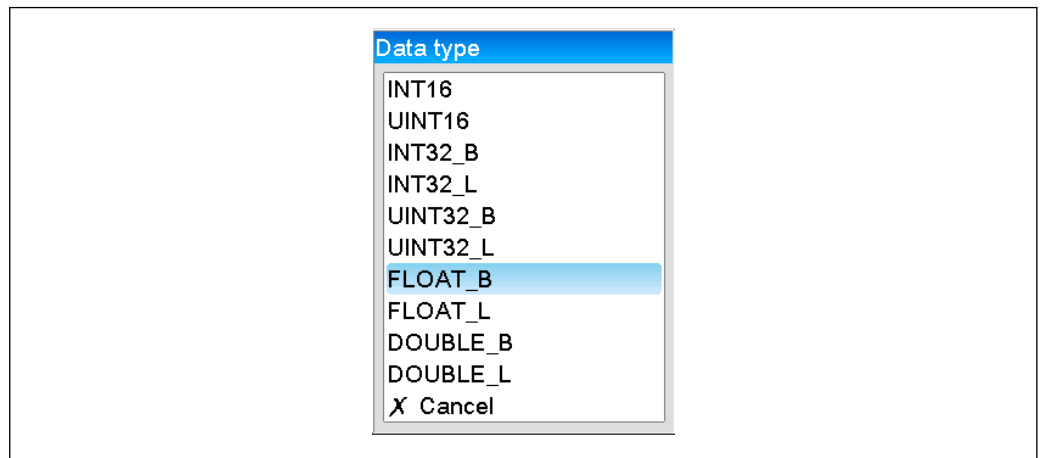 Data type
INT16
UINT16
INT32_B
INT32_L
UINT32_B
UINT32_L
FLOAT_B
FLOAT_L
DOUBLE_B
DOUBLE_L
X Cancel